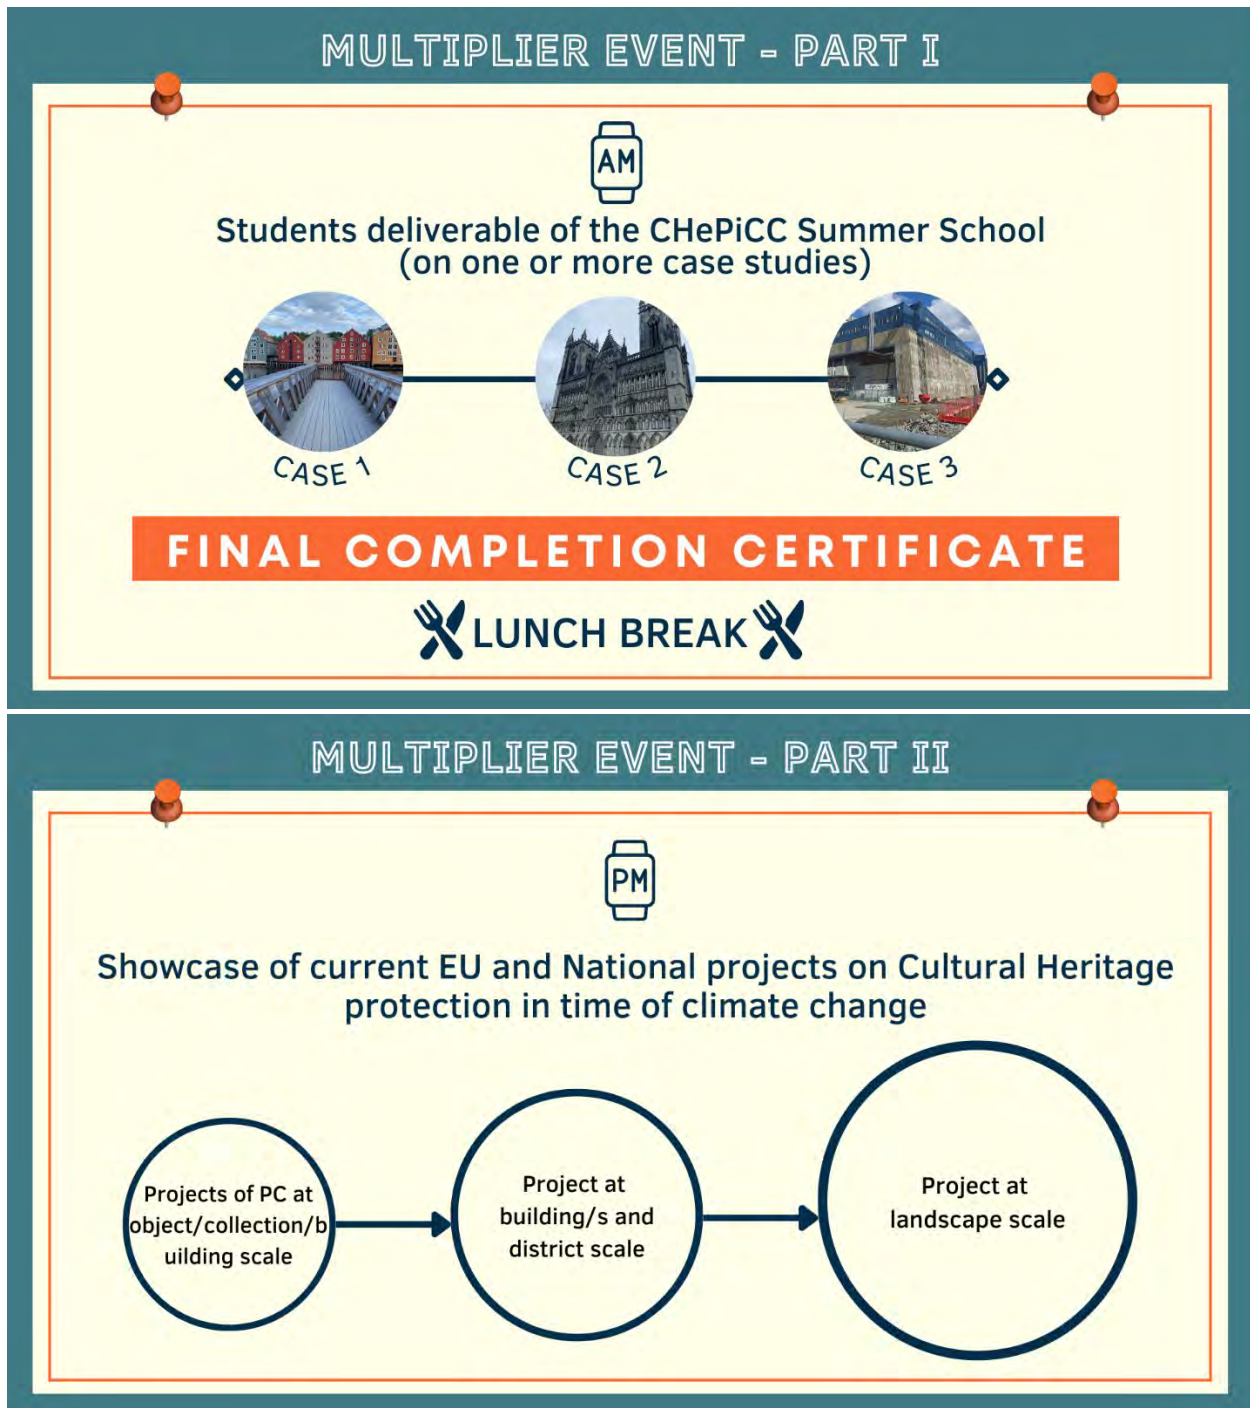 MULTIPLIER EVENT - PART I
AM
Students deliverable of the CHePiCC Summer School
(on one or more case studies)
CASE 1
CASE 2
CASE 3
FINAL COMPLETION CERTIFICATE
LUNCH BREAK
MULTIPLIER EVENT - PART II
PM
Showcase of current EU and National projects on Cultural Heritage
protection in time of climate change
Projects of PC at
object/collection/b
uilding scale
Project at
building/s and
district scale
Project at
landscape scale